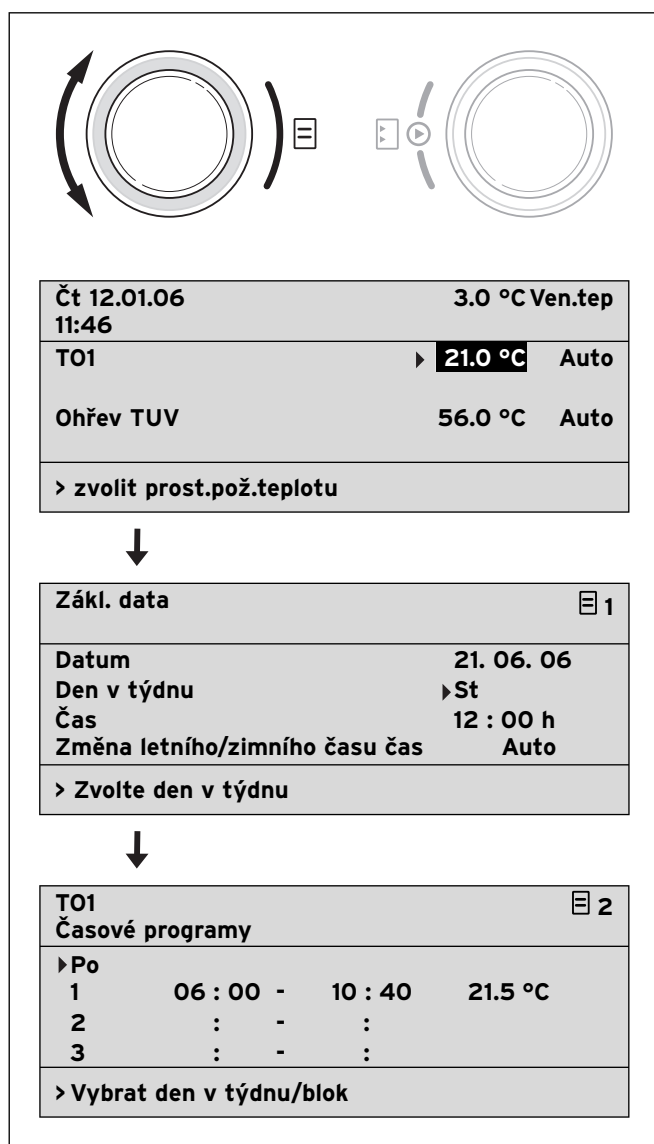 Čt 12.01.06 3.0 °C Ven.tep
11:46
TO1 21.0 °C Auto
Ohřev TUV 56.0 °C Auto
> zvolit prost.pož.teplotu
Zákl. data 1
Datum 21. 06. 06
Den v týdnu St
Čas 12 : 00 h
Změna letního/zimního času čas Auto
> Zvolte den v týdnu
TO1 2
Časové programy
Po
1 06 : 00 - 10 : 40 21.5 °C
2 : - :
3 : - :
> Vybrat den v týdnu/blok